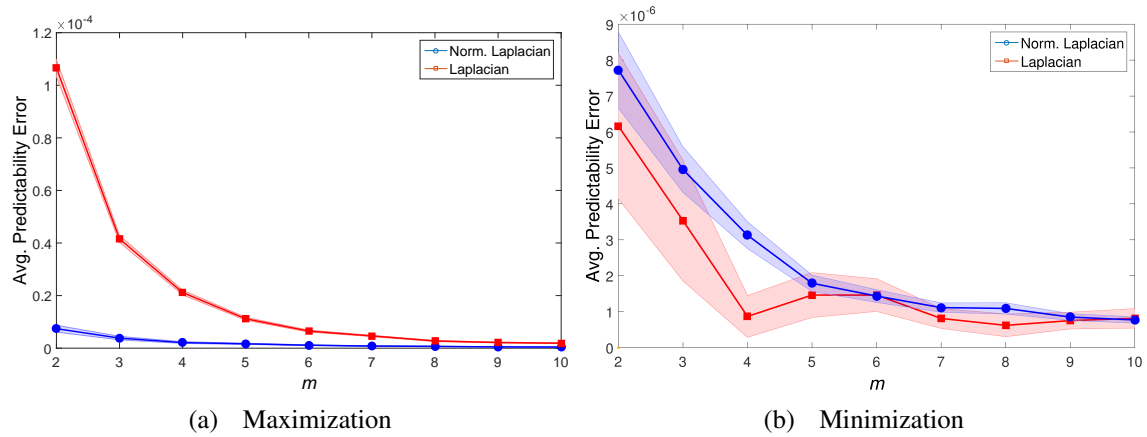 ×10⁻⁴
1.2
1
0.8
0.6
0.4
0.2
0
Avg. Predictability Error
Norm. Laplacian
Laplacian
2 3 4 5 6 7 8 9 10
m
(a) Maximization
×10⁻⁶
9
8
7
6
5
4
3
2
1
0
Avg. Predictability Error
Norm. Laplacian
Laplacian
2 3 4 5 6 7 8 9 10
m
(b) Minimization